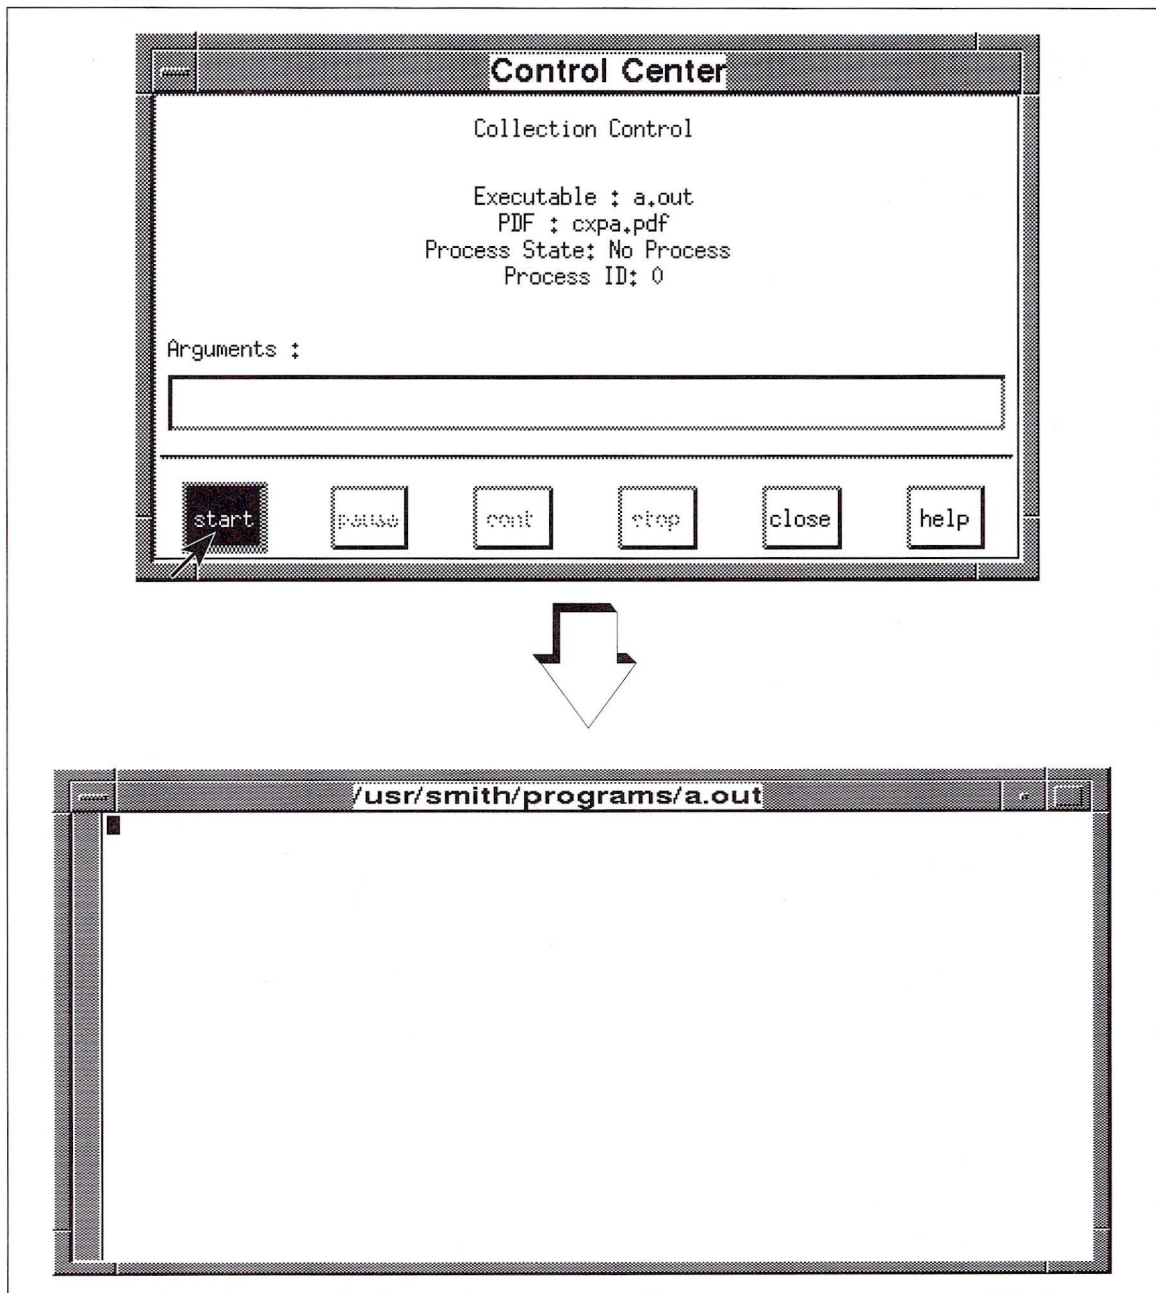 Control Center
Collection Control
Executable : a.out
PDF : cxpa.pdf
Process State: No Process
Process ID: 0
Arguments :
start pause cont stop close help
/usr/smith/programs/a.out